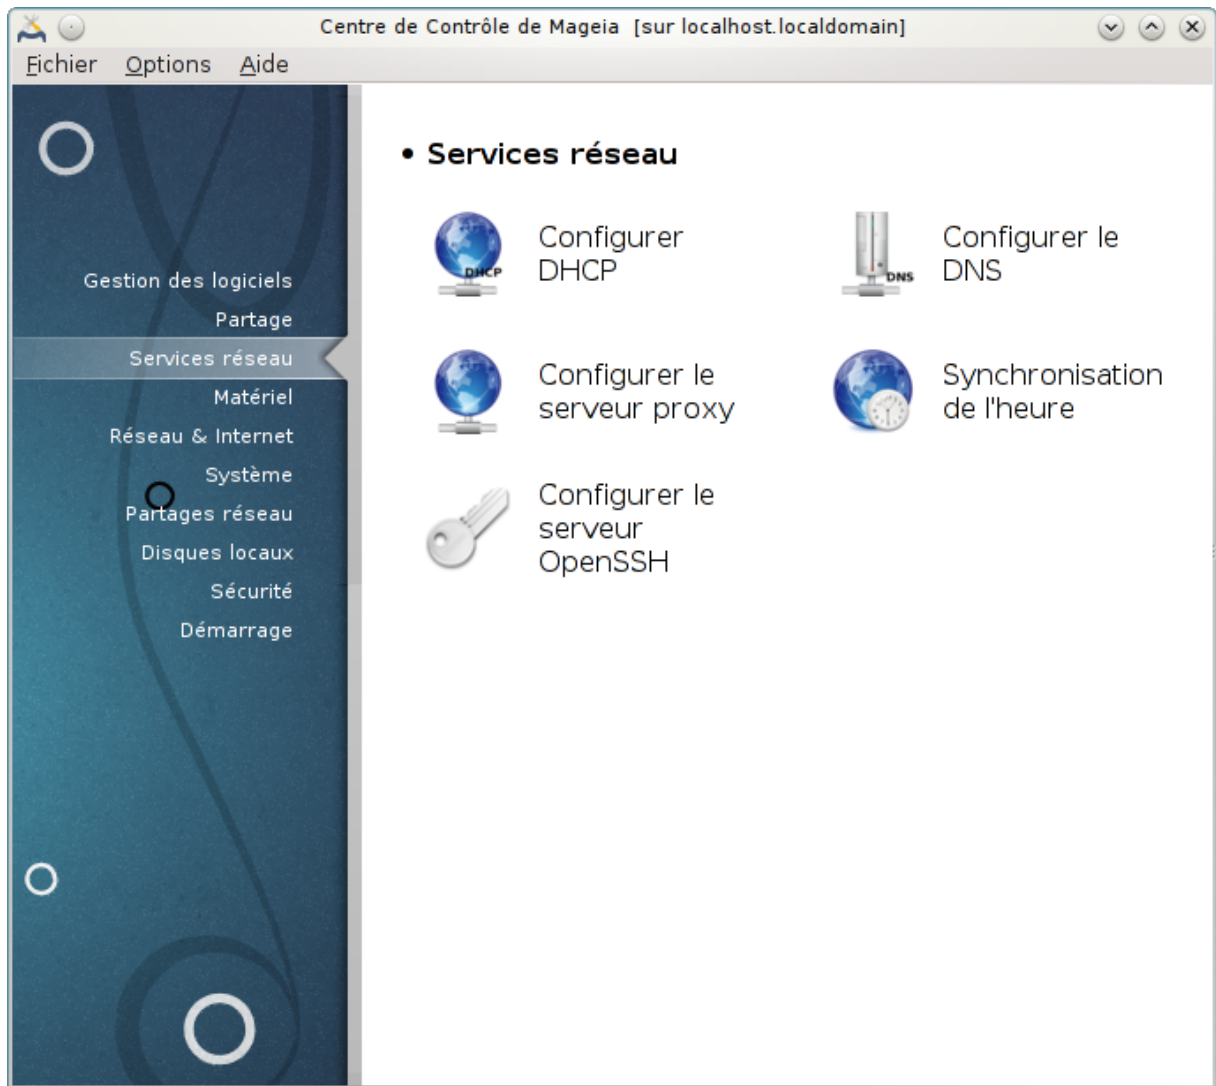 Centre de Contrôle de Mageia [sur localhost.localdomain]
Fichier Options Aide
Gestion des logiciels
Partage
Services réseau
Matériel
Réseau & Internet
Système
Partages réseau
Disques locaux
Sécurité
Démarrage
• Services réseau
DHCP
Configurer
DHCP
DNS
Configurer le
DNS
Configurer le
serveur proxy
Synchronisation
de l'heure
Configurer le
serveur
OpenSSH